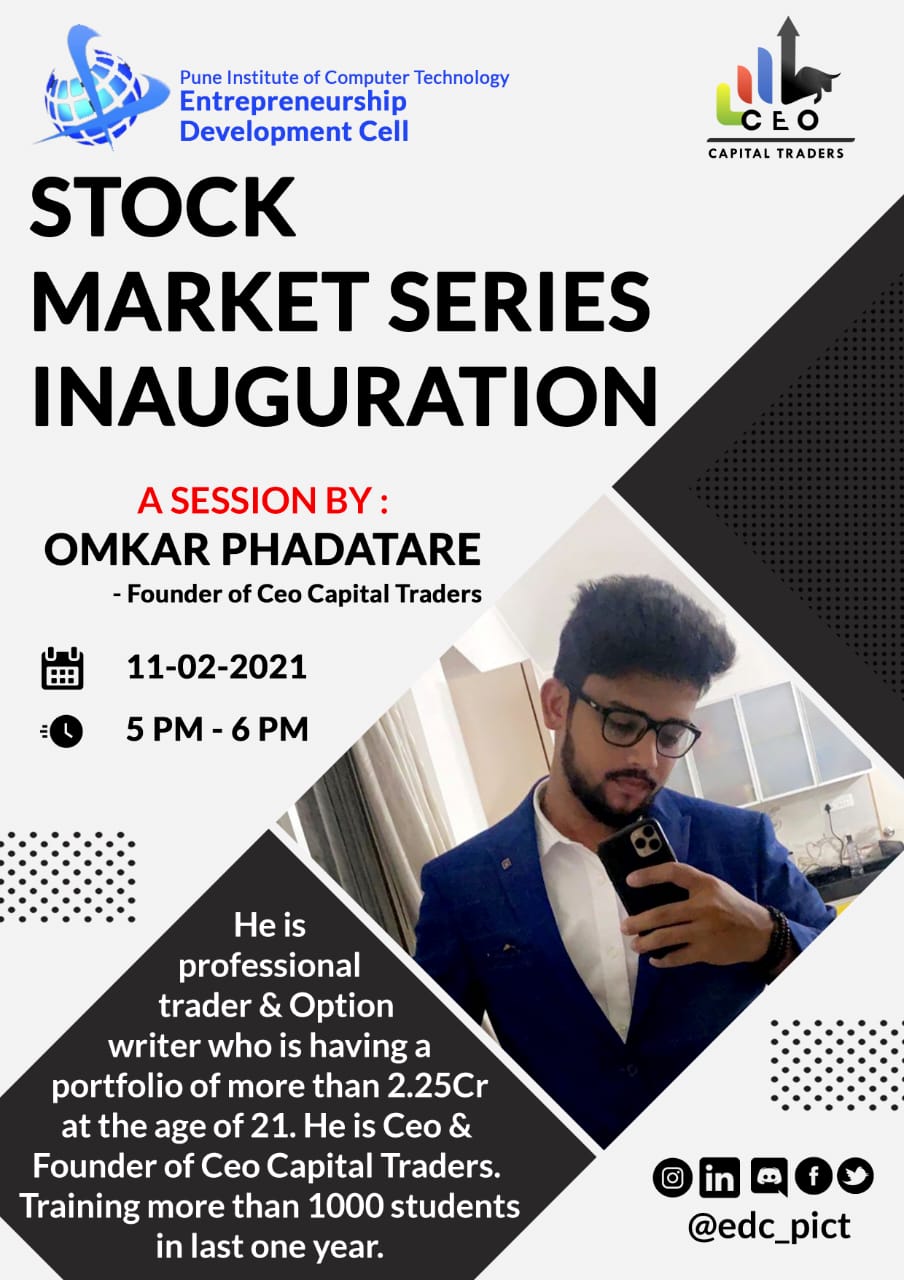 Pune Institute of Computer Technology
Entrepreneurship
Development Cell
CEO
CAPITAL TRADERS
STOCK
MARKET SERIES
INAUGURATION
A SESSION BY :
OMKAR PHADATARE
- Founder of Ceo Capital Traders
11-02-2021
5 PM - 6 PM
He is
professional
trader & Option
writer who is having a
portfolio of more than 2.25Cr
at the age of 21. He is Ceo &
Founder of Ceo Capital Traders.
Training more than 1000 students
in last one year.
@edc_pict